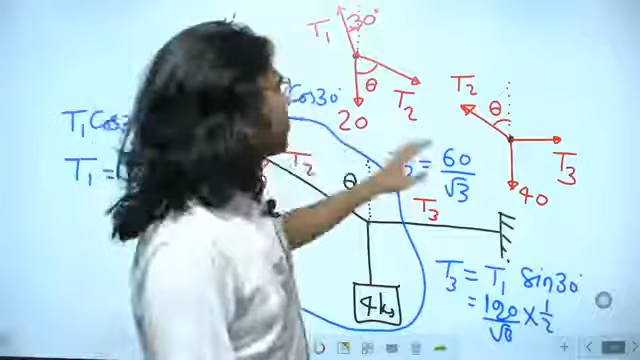 T₁ 30°
θ
T₂
20
T₂ θ
T₃
40
T₁ Cos
Cos30°
T₁ =
T₂
θ
= 60/√3
T₃
4kg
T₃ = T₁ Sin30°
= 120/√3 × 1/2